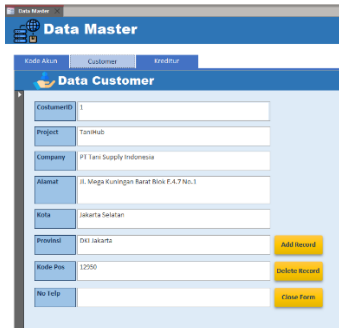 Data Master
Data Master
Kode Akun Customer Kreditur
Data Customer
CostumerID 1
Project TaniHub
Company PT Tani Supply Indonesia
Alamat Jl. Mega Kuningan Barat Blok E.4.7 No.1
Kota Jakarta Selatan
Provinsi DKI Jakarta
Add Record
Kode Pos 12950
Delete Record
No Telp
Close Form